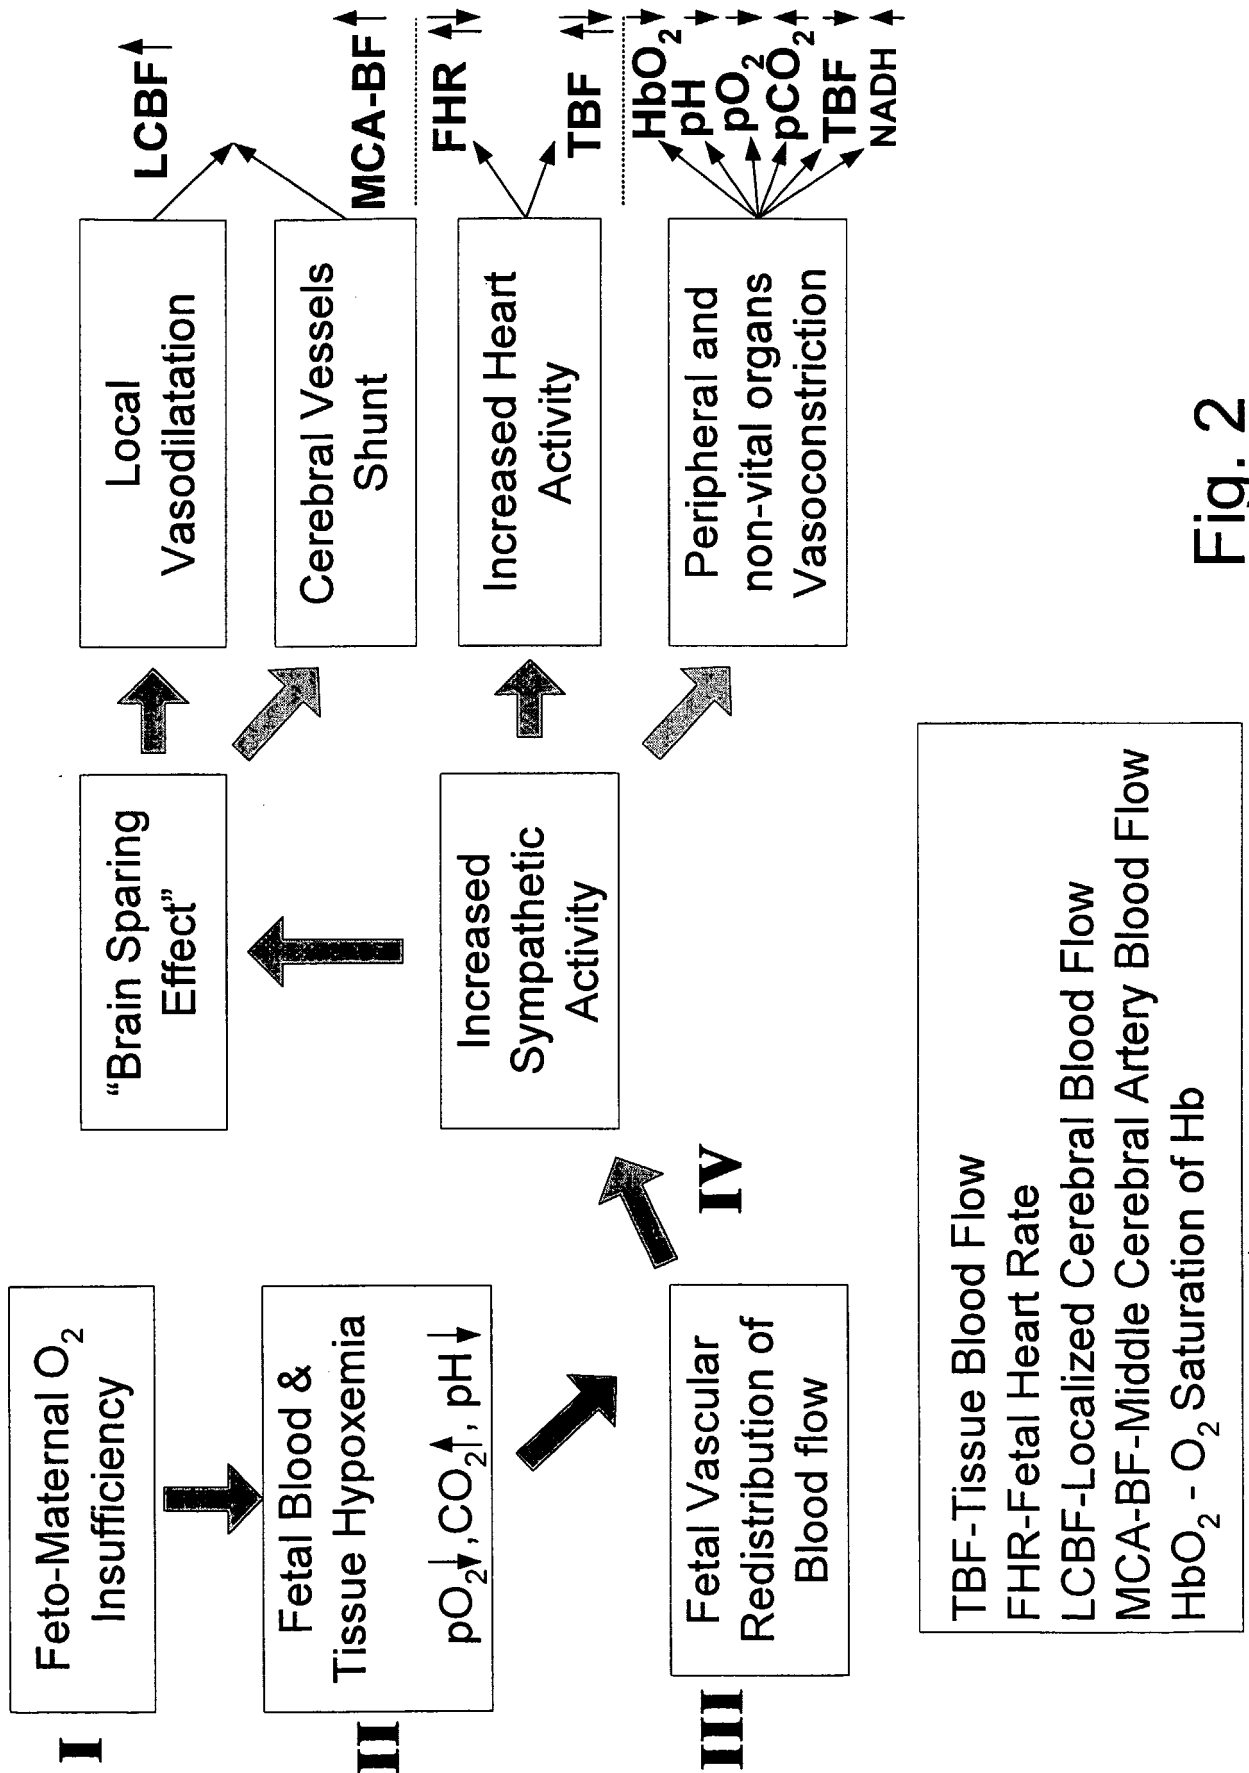 I
Feto-Maternal O₂
Insufficiency
II
Fetal Blood &
Tissue Hypoxemia
pO₂↓, CO₂↑, pH↓
III
Fetal Vascular
Redistribution of
Blood flow
IV
"Brain Sparing
Effect"
Increased
Sympathetic
Activity
Local
Vasodilatation
Cerebral Vessels
Shunt
Increased Heart
Activity
Peripheral and
non-vital organs
Vasoconstriction
LCBF↑
MCA-BF↑
FHR↑↓
TBF↑↓
HbO₂↓
pH↓
pO₂↓
pCO₂↑
TBF↓
NADH↑
TBF-Tissue Blood Flow
FHR-Fetal Heart Rate
LCBF-Localized Cerebral Blood Flow
MCA-BF-Middle Cerebral Artery Blood Flow
HbO₂ - O₂ Saturation of Hb
Fig. 2